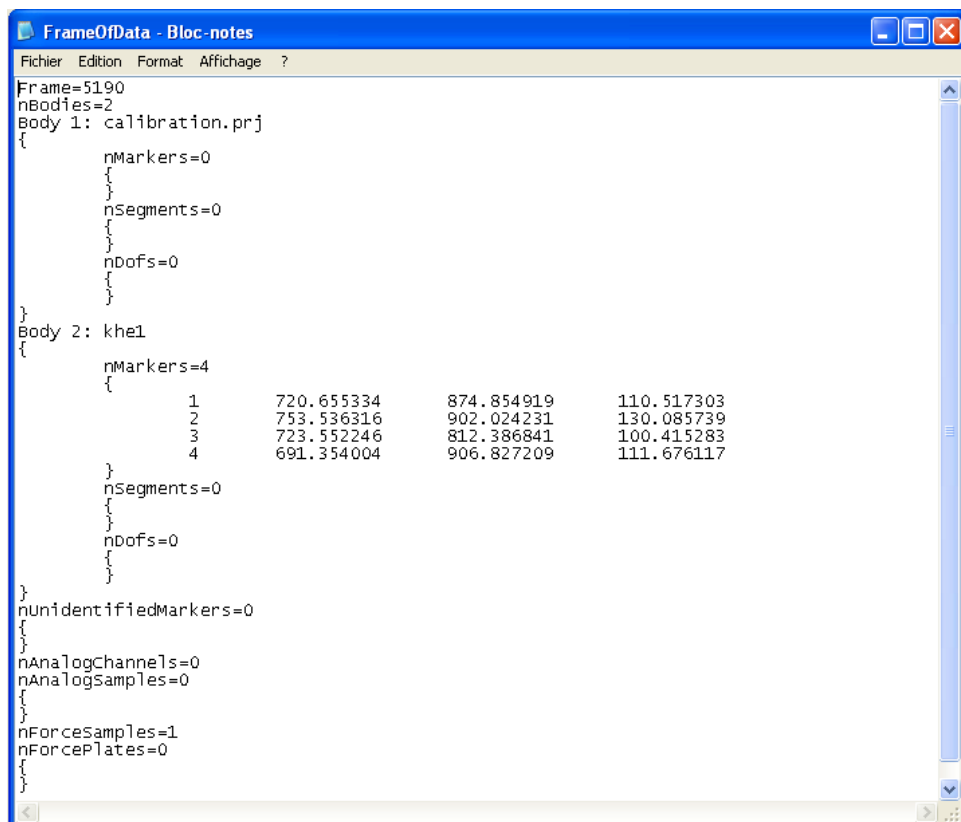 FrameOfData - Bloc-notes
Fichier Edition Format Affichage ?
Frame=5190
nBodies=2
Body 1: calibration.prj
{
nMarkers=0
{
}
nSegments=0
{
}
nDofs=0
{
}
}
Body 2: khe1
{
nMarkers=4
{
1 720.655334 874.854919 110.517303
2 753.536316 902.024231 130.085739
3 723.552246 812.386841 100.415283
4 691.354004 906.827209 111.676117
}
nSegments=0
{
}
nDofs=0
{
}
}
nUnidentifiedMarkers=0
{
}
nAnalogChannels=0
nAnalogSamples=0
{
}
nForceSamples=1
nForcePlates=0
{
}